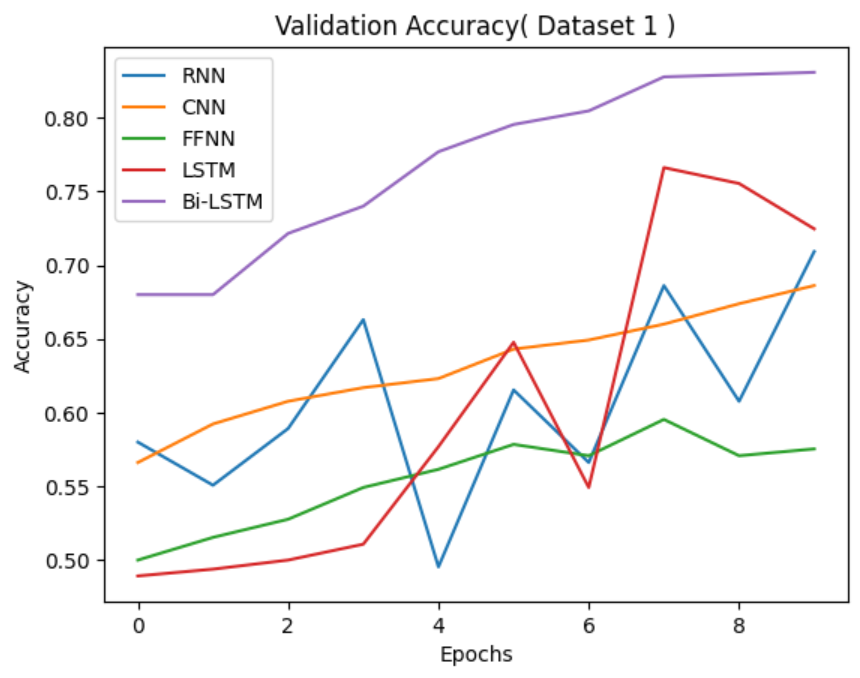 Validation Accuracy( Dataset 1 )
RNN
CNN
FFNN
LSTM
Bi-LSTM
Accuracy
0.80
0.75
0.70
0.65
0.60
0.55
0.50
0 2 4 6 8
Epochs